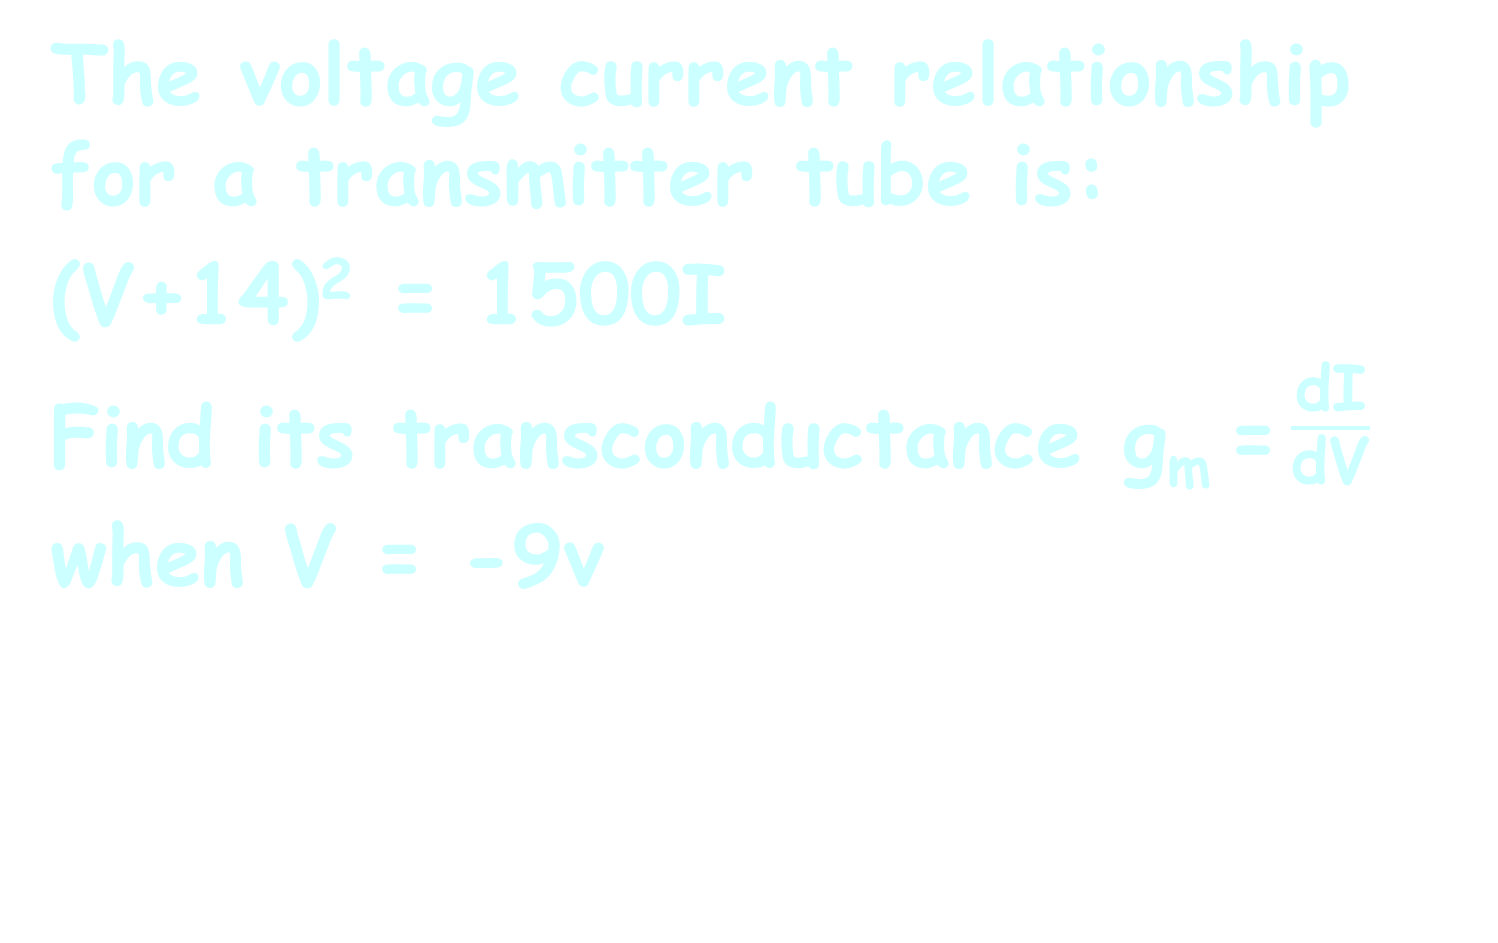 The voltage current relationship
for a transmitter tube is:
(V+14)² = 1500I
Find its transconductance gₘ = dI/dV
when V = -9v